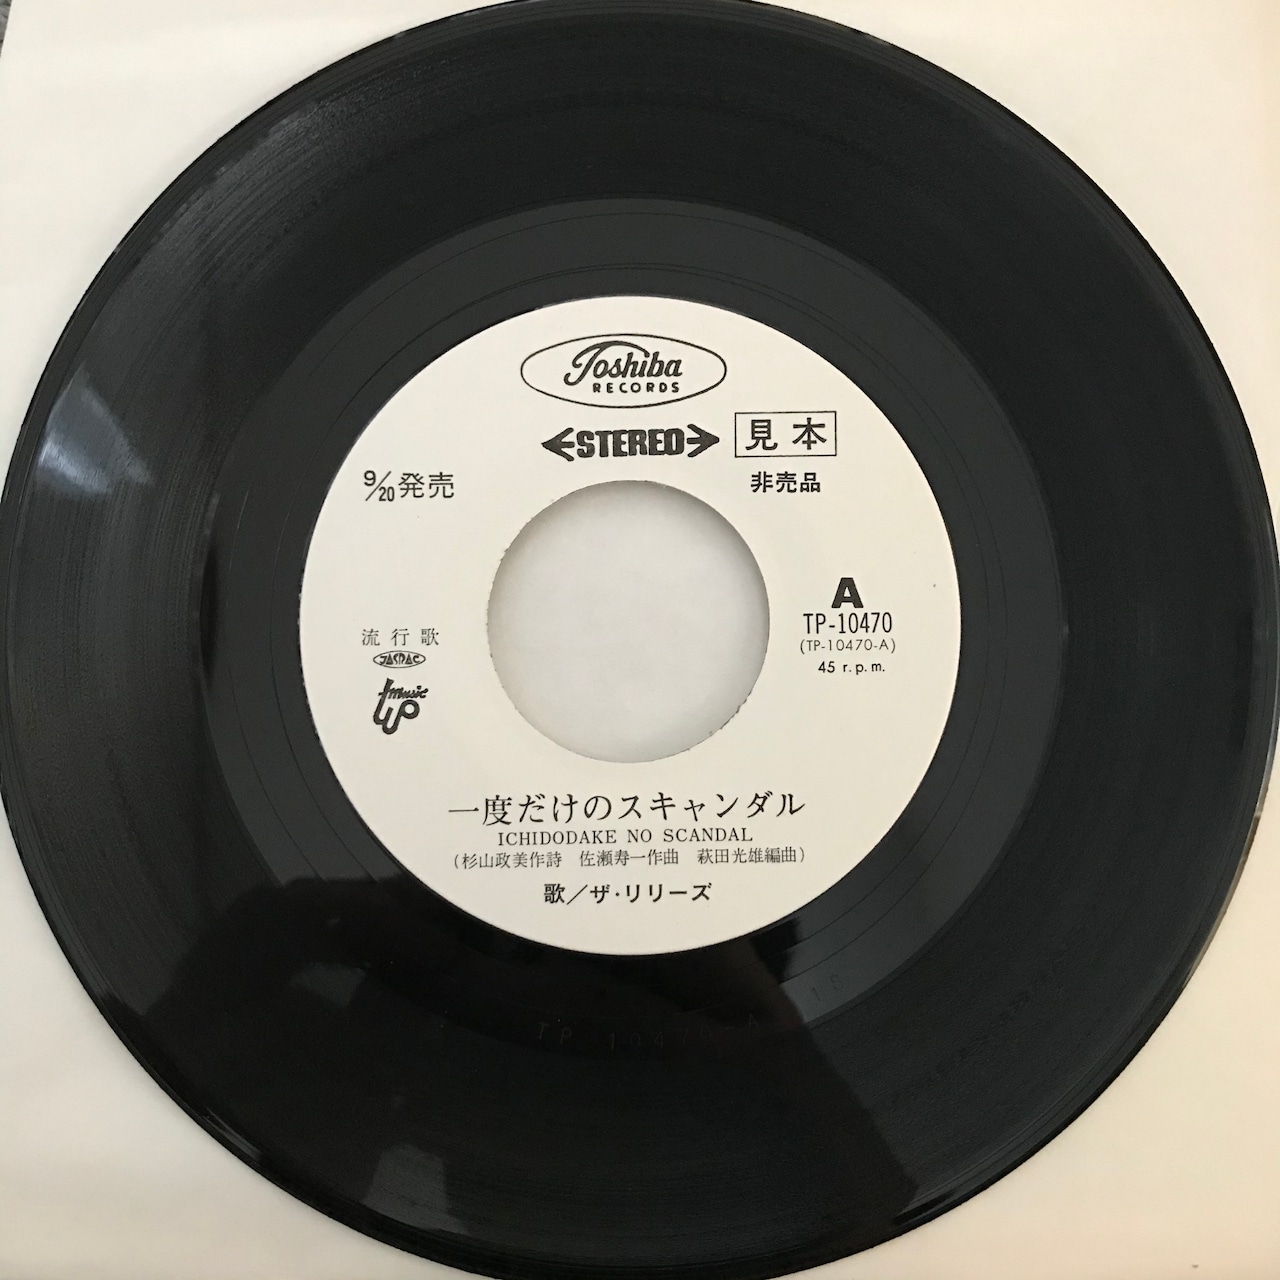 Toshiba
RECORDS
STEREO
見本
9/20発売
非売品
A
TP-10470
(TP-10470-A)
45 r.p.m.
流行歌
JASRAC
music
up
一度だけのスキャンダル
ICHIDODAKE NO SCANDAL
(杉山政美作詩 佐瀬寿一作曲 萩田光雄編曲)
歌/ザ・リリーズ
TP 10470-A 1S